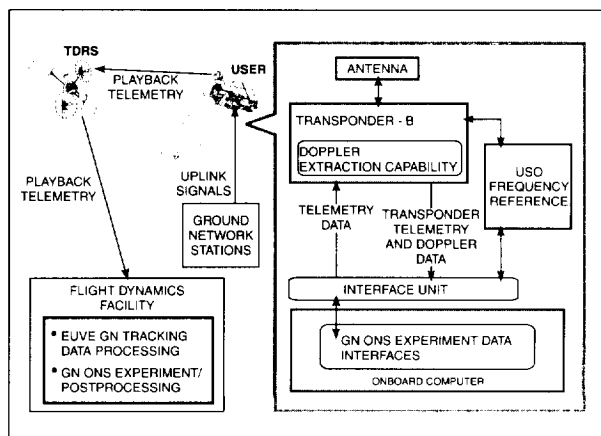 TDRS
PLAYBACK
TELEMETRY
USER
PLAYBACK
TELEMETRY
UPLINK
SIGNALS
GROUND
NETWORK
STATIONS
FLIGHT DYNAMICS
FACILITY
• EUVE GN TRACKING
DATA PROCESSING
• GN ONS EXPERIMENT/
POSTPROCESSING
ANTENNA
TRANSPONDER - B
DOPPLER
EXTRACTION CAPABILITY
USO
FREQUENCY
REFERENCE
TELEMETRY
DATA
TRANSPONDER
TELEMETRY
AND DOPPLER
DATA
INTERFACE UNIT
GN ONS EXPERIMENT DATA
INTERFACES
ONBOARD COMPUTER